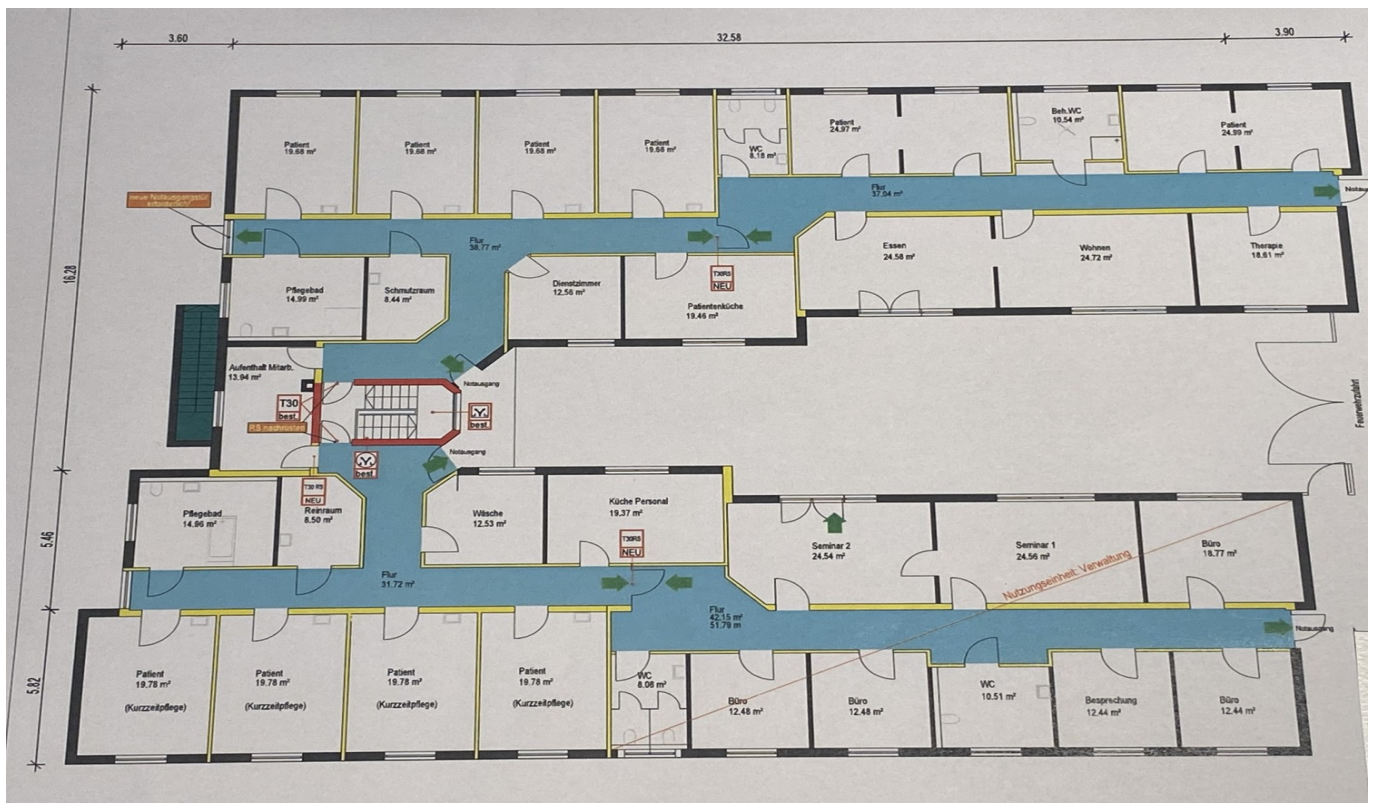 3.60
32.58
3.90
16.28
5.46
5.82
Patient
19.68 m²
Patient
19.68 m²
Patient
19.68 m²
Patient
19.68 m²
WC
8.18 m²
Patient
24.97 m²
Beh.WC
10.54 m²
Patient
24.99 m²
neue Notausgangstür
erforderlich!
Flur
38.77 m²
Flur
37.04 m²
Pflegebad
14.99 m²
Schmutzraum
8.44 m²
Dienstzimmer
12.56 m²
T30RS
NEU
Patientenküche
19.46 m²
Essen
24.58 m²
Wohnen
24.72 m²
Therapie
18.61 m²
Aufenthalt Mitarb.
13.94 m²
T30
best.
RS nachrüsten
best.
best.
Notausgang
Notausgang
Feuerwehrzufahrt
Pflegebad
14.96 m²
T30 RS
NEU
Reinraum
8.50 m²
Wäsche
12.53 m²
Küche Personal
19.37 m²
T30RS
NEU
Seminar 2
24.54 m²
Seminar 1
24.56 m²
Büro
18.77 m²
Nutzungseinheit: Verwaltung
Flur
31.72 m²
Flur
42.15 m²
51.79 m
Notausgang
Patient
19.78 m²
(Kurzzeitpflege)
Patient
19.78 m²
(Kurzzeitpflege)
Patient
19.78 m²
(Kurzzeitpflege)
Patient
19.78 m²
(Kurzzeitpflege)
WC
8.08 m²
Büro
12.48 m²
Büro
12.48 m²
WC
10.51 m²
Besprechung
12.44 m²
Büro
12.44 m²